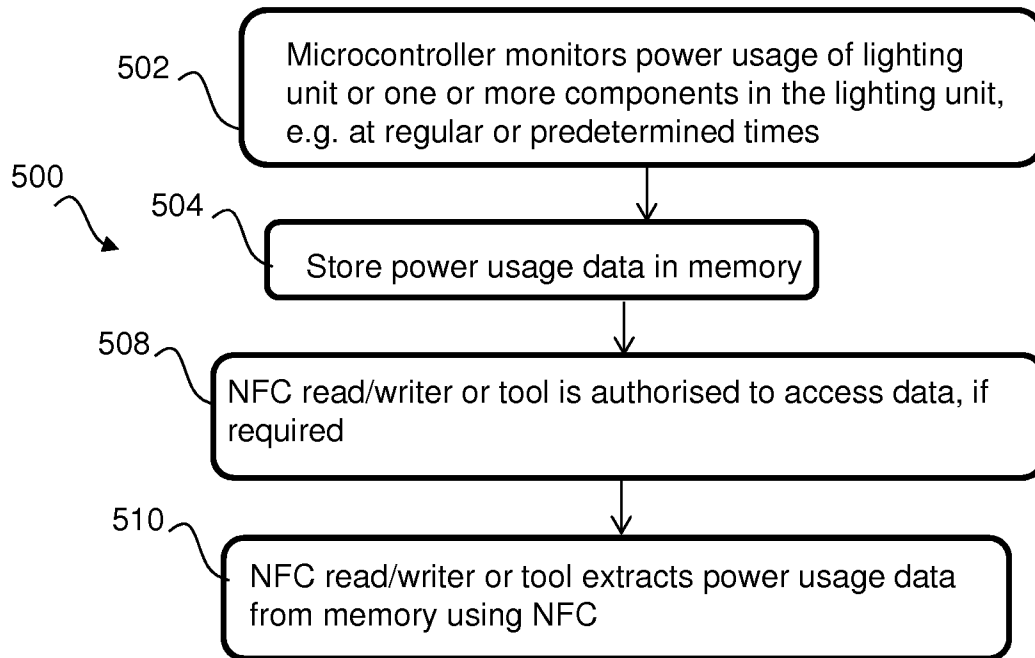 502
Microcontroller monitors power usage of lighting
unit or one or more components in the lighting unit,
e.g. at regular or predetermined times
500
504
Store power usage data in memory
508
NFC read/writer or tool is authorised to access data, if
required
510
NFC read/writer or tool extracts power usage data
from memory using NFC